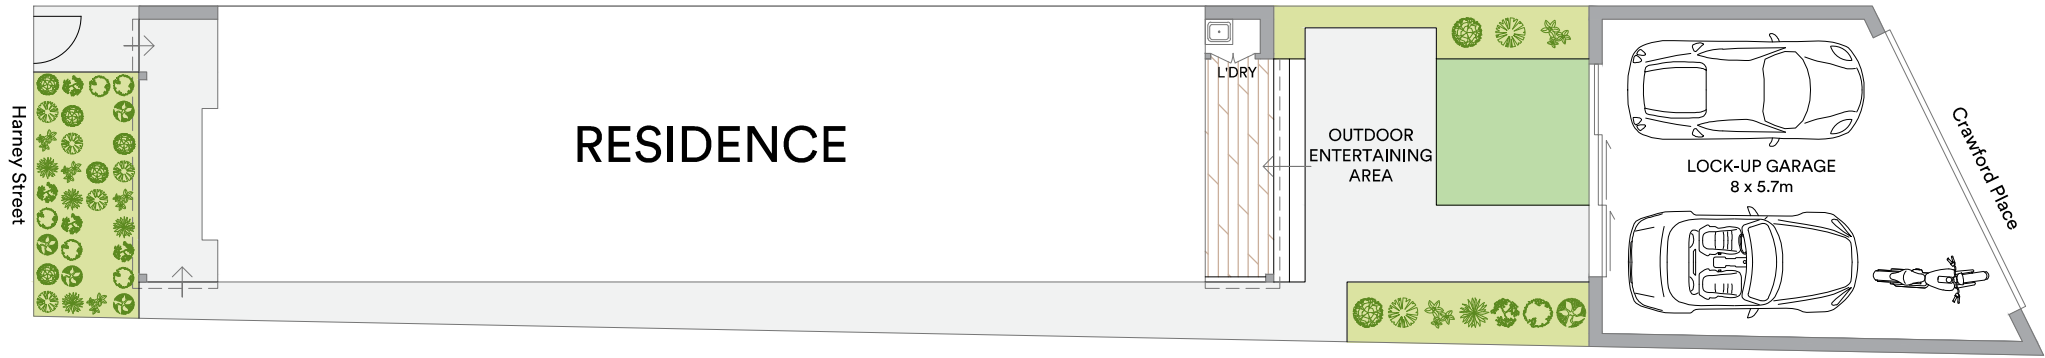 Harney Street
RESIDENCE
L'DRY
OUTDOOR
ENTERTAINING
AREA
LOCK-UP GARAGE
8 x 5.7m
Crawford Place